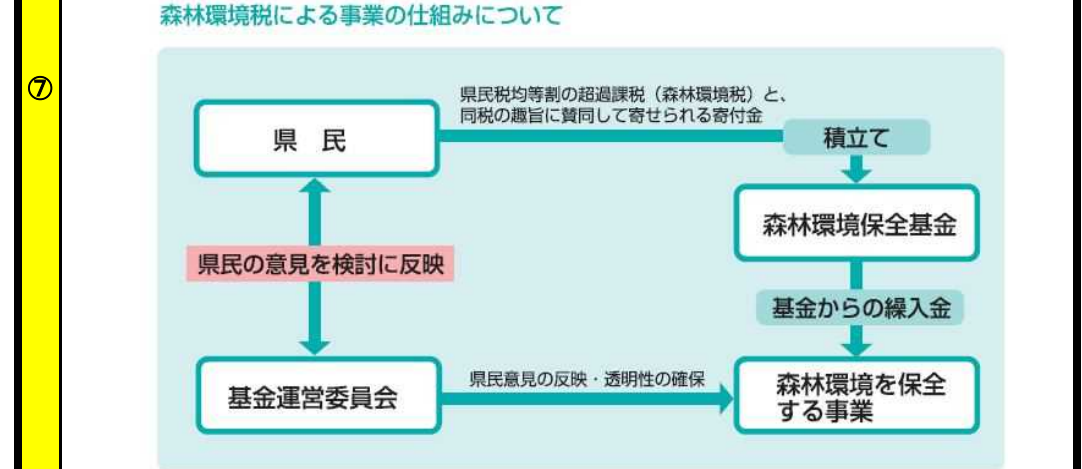 森林環境税による事業の仕組みについて
⑦
県民税均等割の超過課税（森林環境税）と、
同税の趣旨に賛同して寄せられる寄付金
県　民
積立て
森林環境保全基金
県民の意見を検討に反映
基金からの繰入金
基金運営委員会
県民意見の反映・透明性の確保
森林環境を保全
する事業